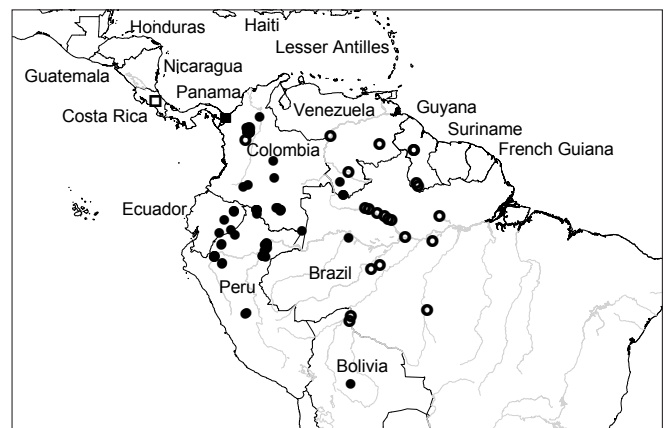 Honduras
Haiti
Lesser Antilles
Guatemala
Nicaragua
Panama
Costa Rica
Venezuela
Guyana
Suriname
French Guiana
Colombia
Ecuador
Peru
Brazil
Bolivia